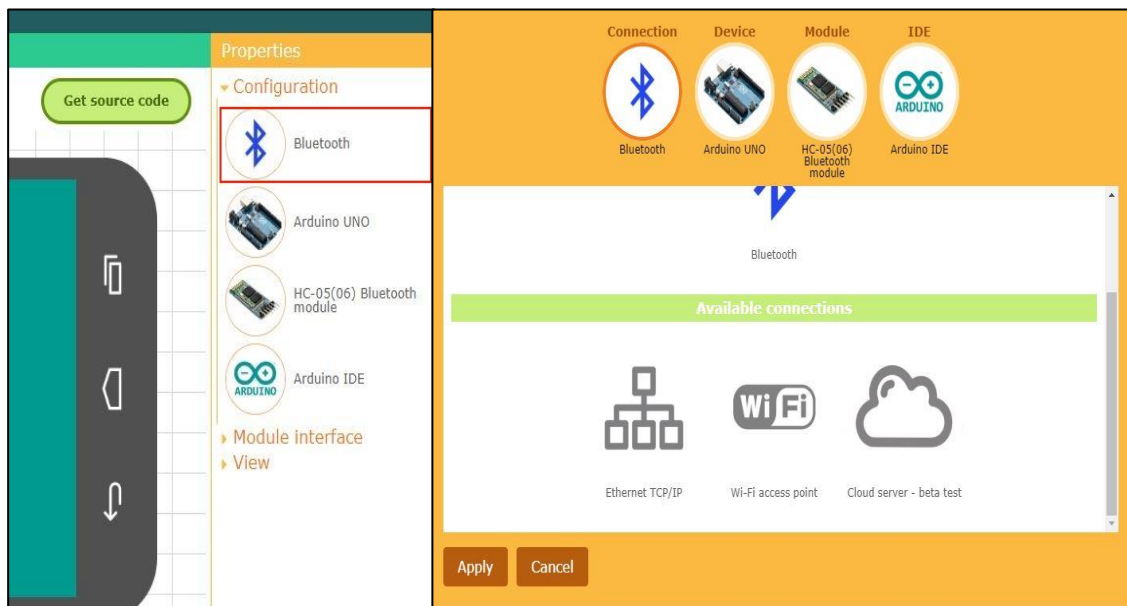 Get source code
Properties
Configuration
Bluetooth
Arduino UNO
HC-05(06) Bluetooth
module
ARDUINO
Arduino IDE
Module interface
View
Connection
Device
Module
IDE
ARDUINO
Bluetooth
Arduino UNO
HC-05(06)
Bluetooth
module
Arduino IDE
Bluetooth
Available connections
WiFi
Ethernet TCP/IP
Wi-Fi access point
Cloud server - beta test
Apply
Cancel